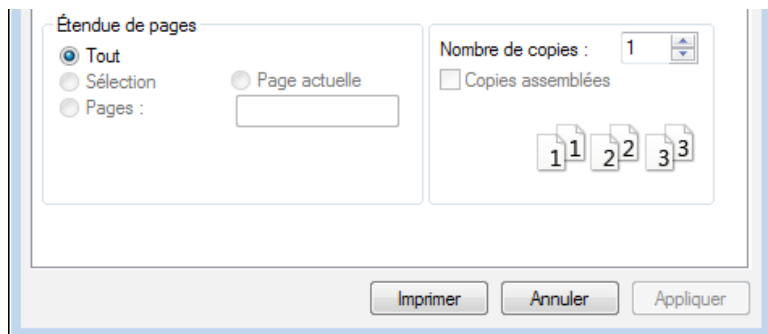 Étendue de pages
Tout
Sélection
Page actuelle
Pages :
Nombre de copies : 1
Copies assemblées
1 1 2 2 3 3
Imprimer Annuler Appliquer